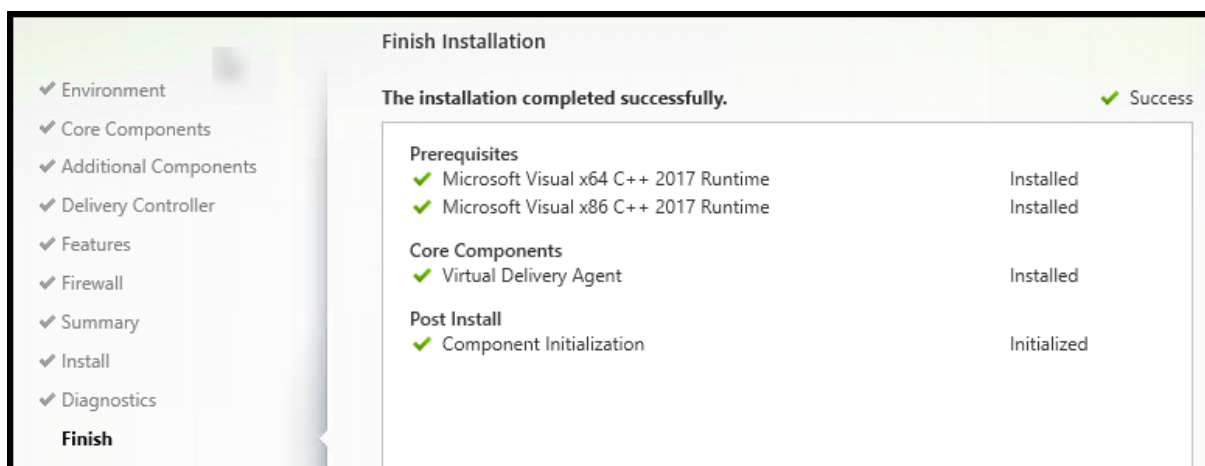 Finish Installation
Environment
Core Components
Additional Components
Delivery Controller
Features
Firewall
Summary
Install
Diagnostics
Finish
The installation completed successfully. Success
Prerequisites
Microsoft Visual x64 C++ 2017 Runtime Installed
Microsoft Visual x86 C++ 2017 Runtime Installed
Core Components
Virtual Delivery Agent Installed
Post Install
Component Initialization Initialized